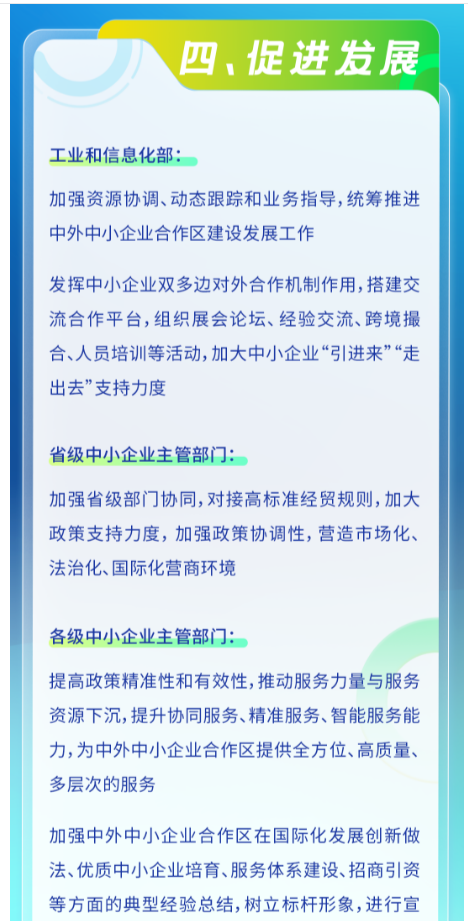 四、促进发展
工业和信息化部：
加强资源协调、动态跟踪和业务指导，统筹推进
中外中小企业合作区建设发展工作
发挥中小企业双多边对外合作机制作用，搭建交
流合作平台，组织展会论坛、经验交流、跨境撮
合、人员培训等活动，加大中小企业“引进来”“走
出去”支持力度
省级中小企业主管部门：
加强省级部门协同，对接高标准经贸规则，加大
政策支持力度，加强政策协调性，营造市场化、
法治化、国际化营商环境
各级中小企业主管部门：
提高政策精准性和有效性，推动服务力量与服务
资源下沉，提升协同服务、精准服务、智能服务能
力，为中外中小企业合作区提供全方位、高质量、
多层次的服务
加强中外中小企业合作区在国际化发展创新做
法、优质中小企业培育、服务体系建设、招商引资
等方面的典型经验总结，树立标杆形象，进行宣